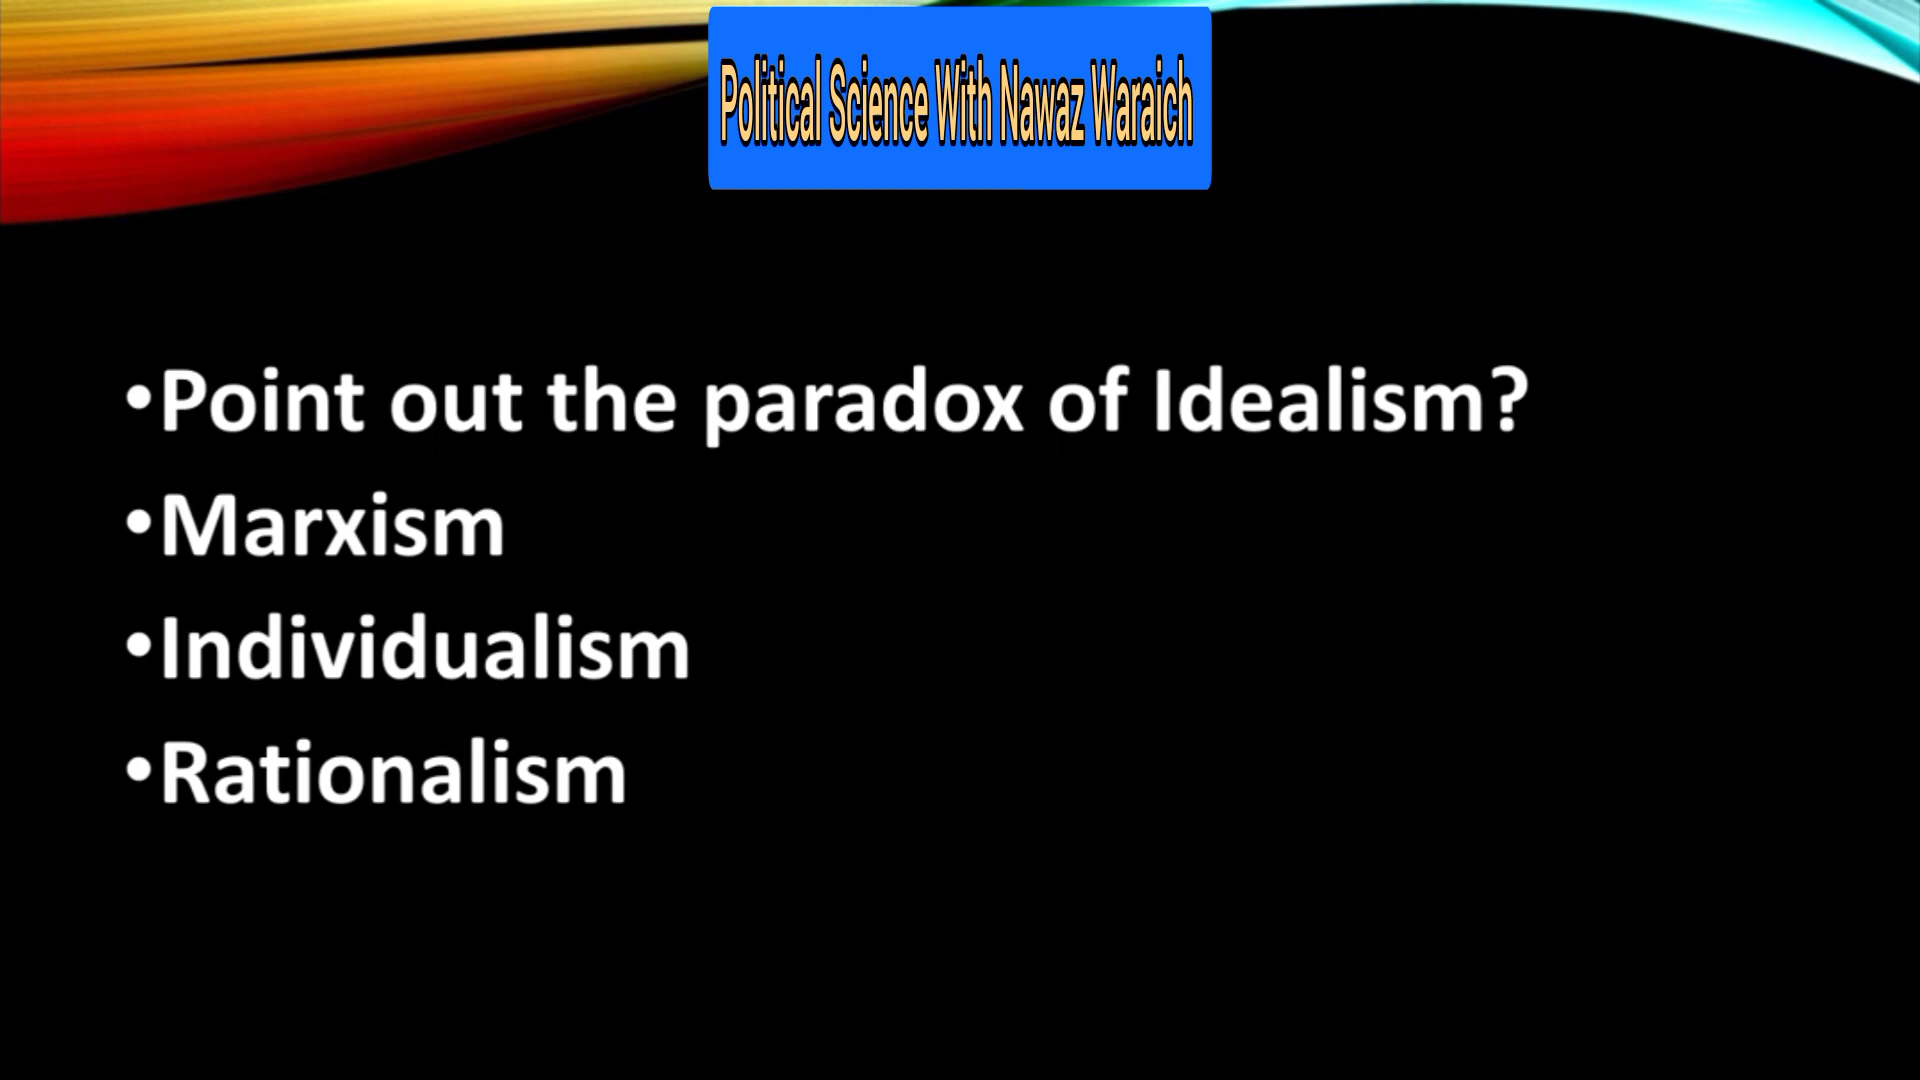 Political Science With Nawaz Waraich
•Point out the paradox of Idealism?
•Marxism
•Individualism
•Rationalism